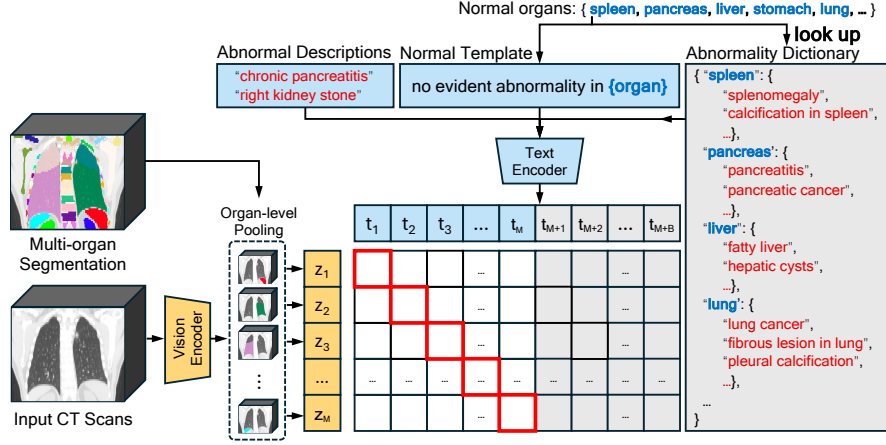 Normal organs: { spleen, pancreas, liver, stomach, lung, … }
look up
Abnormal Descriptions
Normal Template
Abnormality Dictionary
“chronic pancreatitis”
“right kidney stone”
no evident abnormality in {organ}
{ “spleen”: {
“splenomegaly”,
“calcification in spleen”,
…},
“pancreas’: {
“pancreatitis”,
“pancreatic cancer”,
…},
“liver”: {
“fatty liver”,
“hepatic cysts”,
…},
“lung’: {
“lung cancer”,
“fibrous lesion in lung”,
“pleural calcification”,
…},
…
}
Text
Encoder
Multi-organ
Segmentation
Organ-level
Pooling
t1 t2 t3 … tM tM+1 tM+2 … tM+B
z1 … …
z2 … …
z3 … …
… … … … … … … … … …
zM … …
⋮ ⋮
Vision
Encoder
Input CT Scans